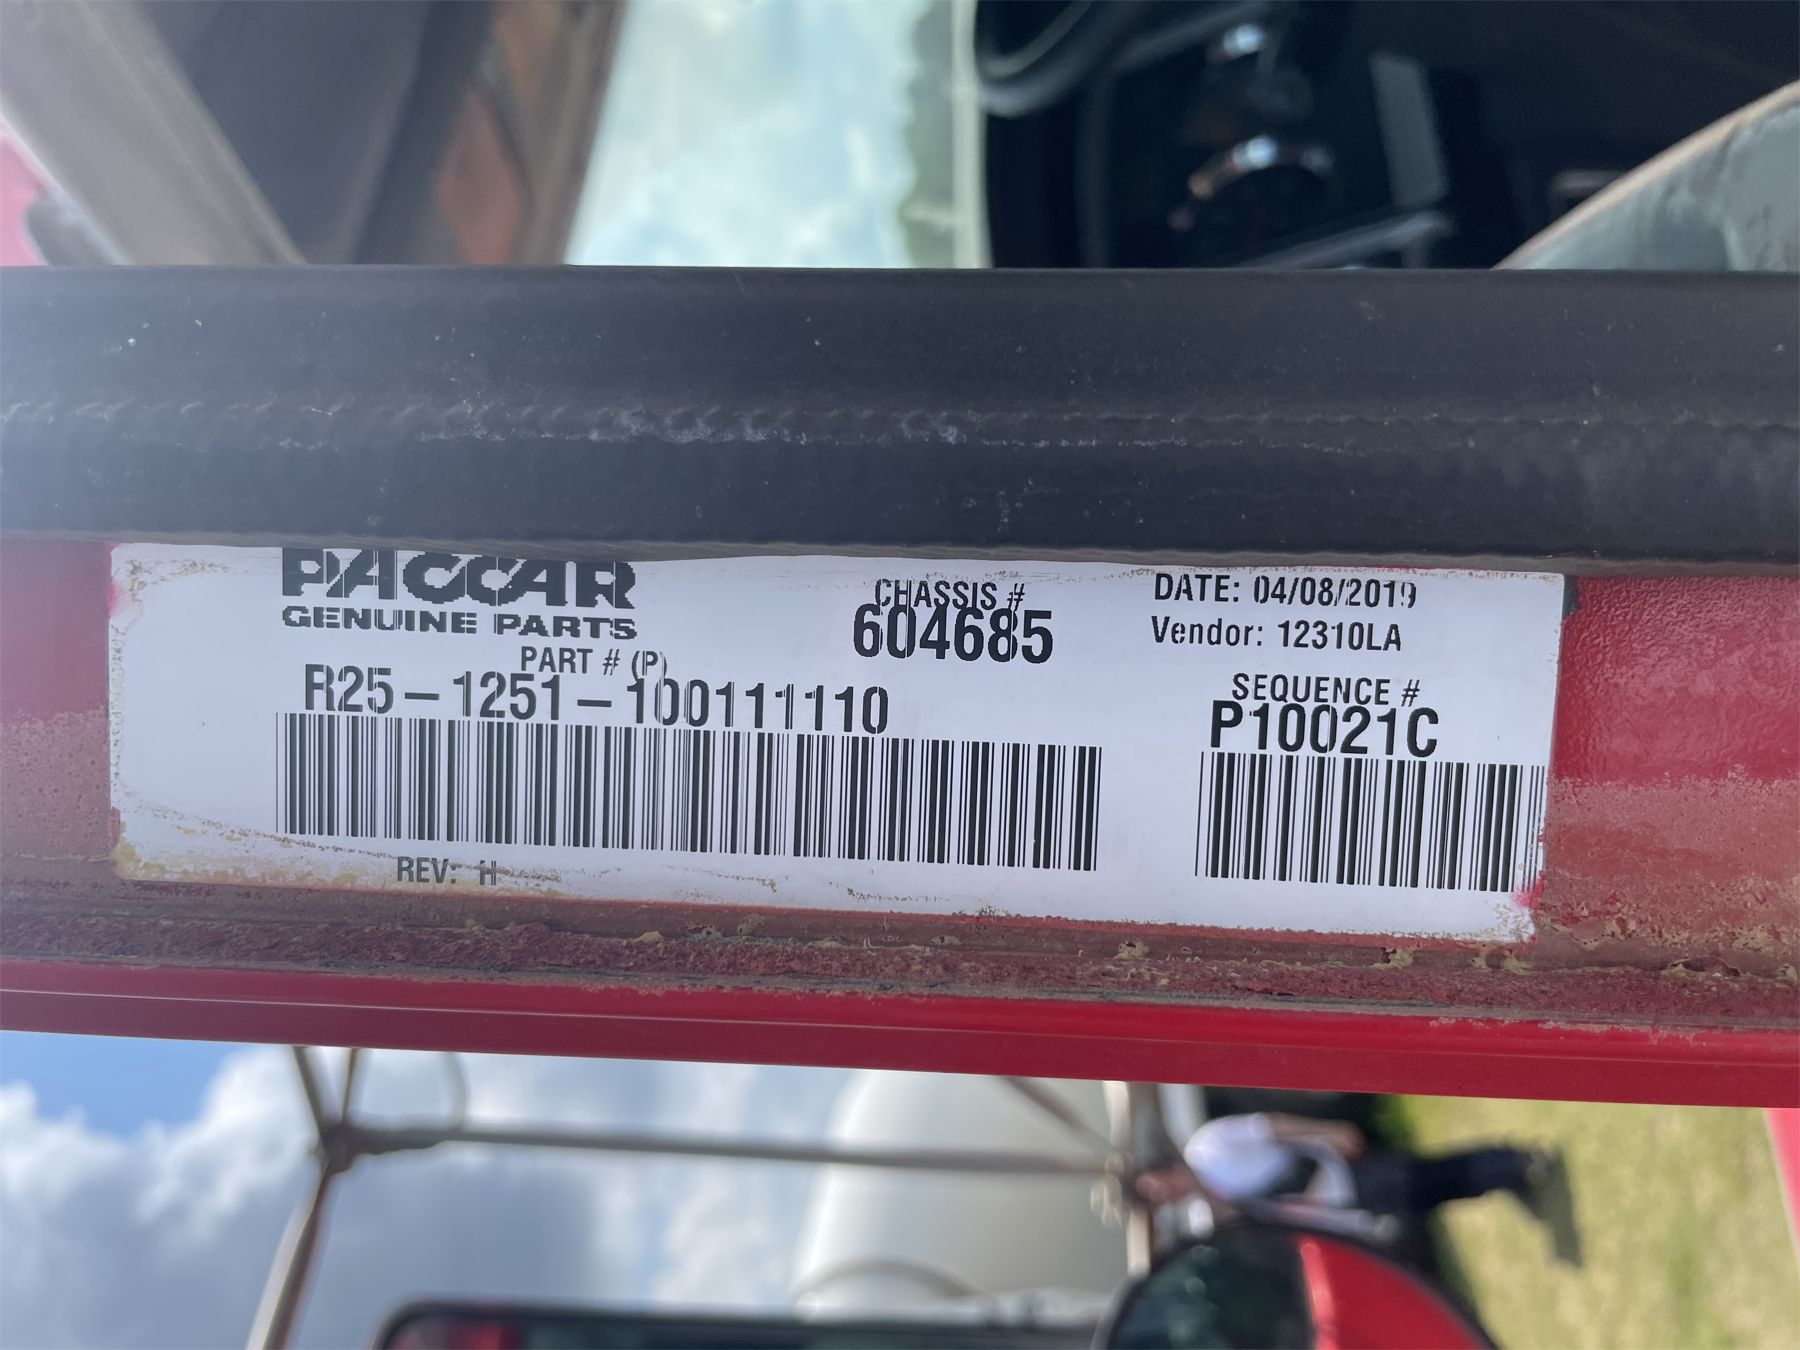 PACCAR
GENUINE PARTS
PART # (P)
R25-1251-100111110
REV: H
CHASSIS #
604685
DATE: 04/08/2019
Vendor: 12310LA
SEQUENCE #
P10021C